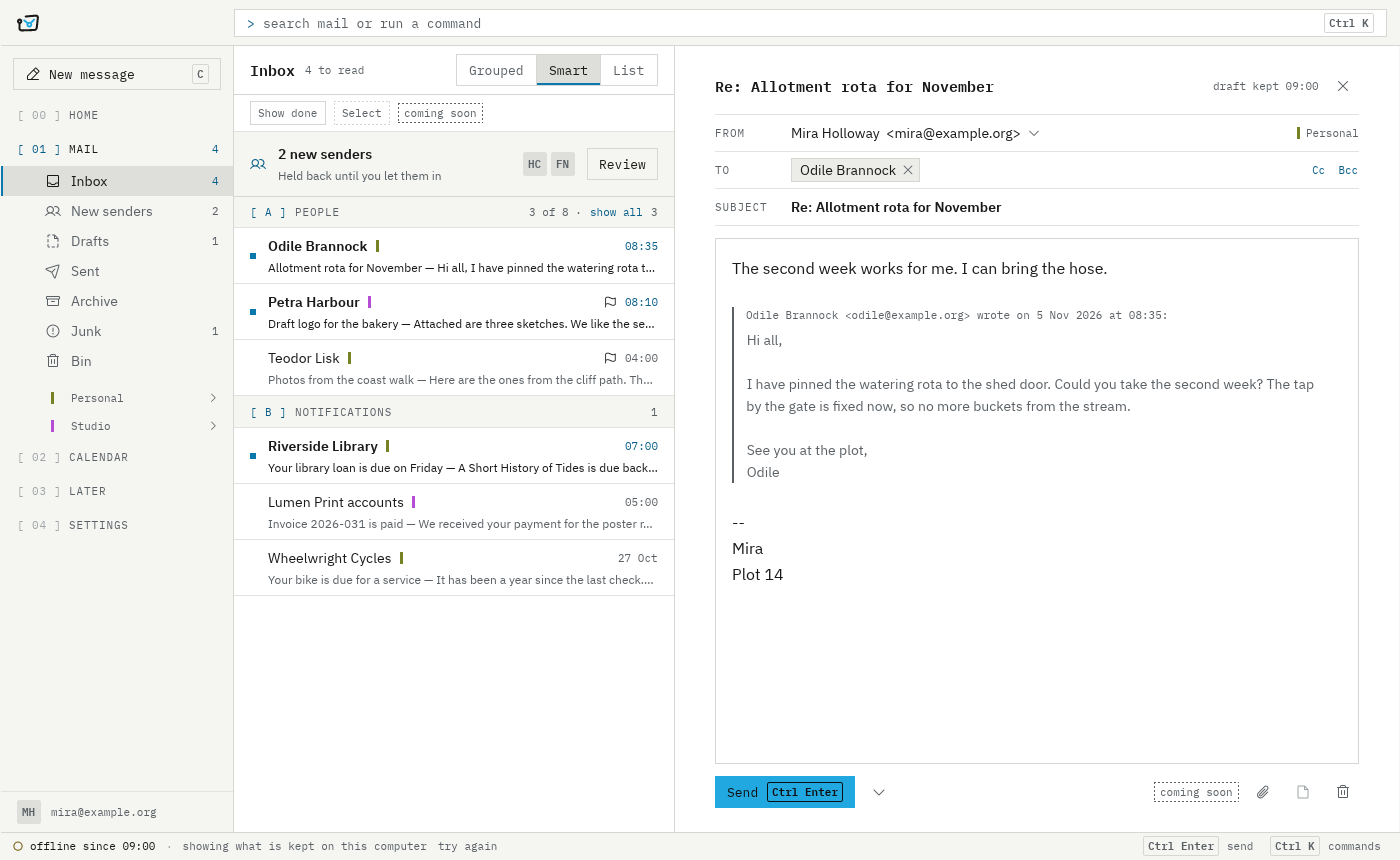 > search mail or run a command Ctrl K
New message C
[ 00 ] HOME
[ 01 ] MAIL 4
Inbox 4
New senders 2
Drafts 1
Sent
Archive
Junk 1
Bin
Personal
Studio
[ 02 ] CALENDAR
[ 03 ] LATER
[ 04 ] SETTINGS
MH mira@example.org
Inbox 4 to read Grouped Smart List
Show done Select coming soon
2 new senders
Held back until you let them in
HC FN Review
[ A ] PEOPLE 3 of 8 · show all 3
Odile Brannock 08:35
Allotment rota for November — Hi all, I have pinned the watering rota t…
Petra Harbour 08:10
Draft logo for the bakery — Attached are three sketches. We like the se…
Teodor Lisk 04:00
Photos from the coast walk — Here are the ones from the cliff path. Th…
[ B ] NOTIFICATIONS 1
Riverside Library 07:00
Your library loan is due on Friday — A Short History of Tides is due back…
Lumen Print accounts 05:00
Invoice 2026-031 is paid — We received your payment for the poster r…
Wheelwright Cycles 27 Oct
Your bike is due for a service — It has been a year since the last check.…
Re: Allotment rota for November draft kept 09:00
FROM Mira Holloway <mira@example.org> Personal
TO Odile Brannock Cc Bcc
SUBJECT Re: Allotment rota for November
The second week works for me. I can bring the hose.
Odile Brannock <odile@example.org> wrote on 5 Nov 2026 at 08:35:
Hi all,
I have pinned the watering rota to the shed door. Could you take the second week? The tap
by the gate is fixed now, so no more buckets from the stream.
See you at the plot,
Odile
--
Mira
Plot 14
Send Ctrl Enter coming soon
offline since 09:00 · showing what is kept on this computer try again Ctrl Enter send Ctrl K commands